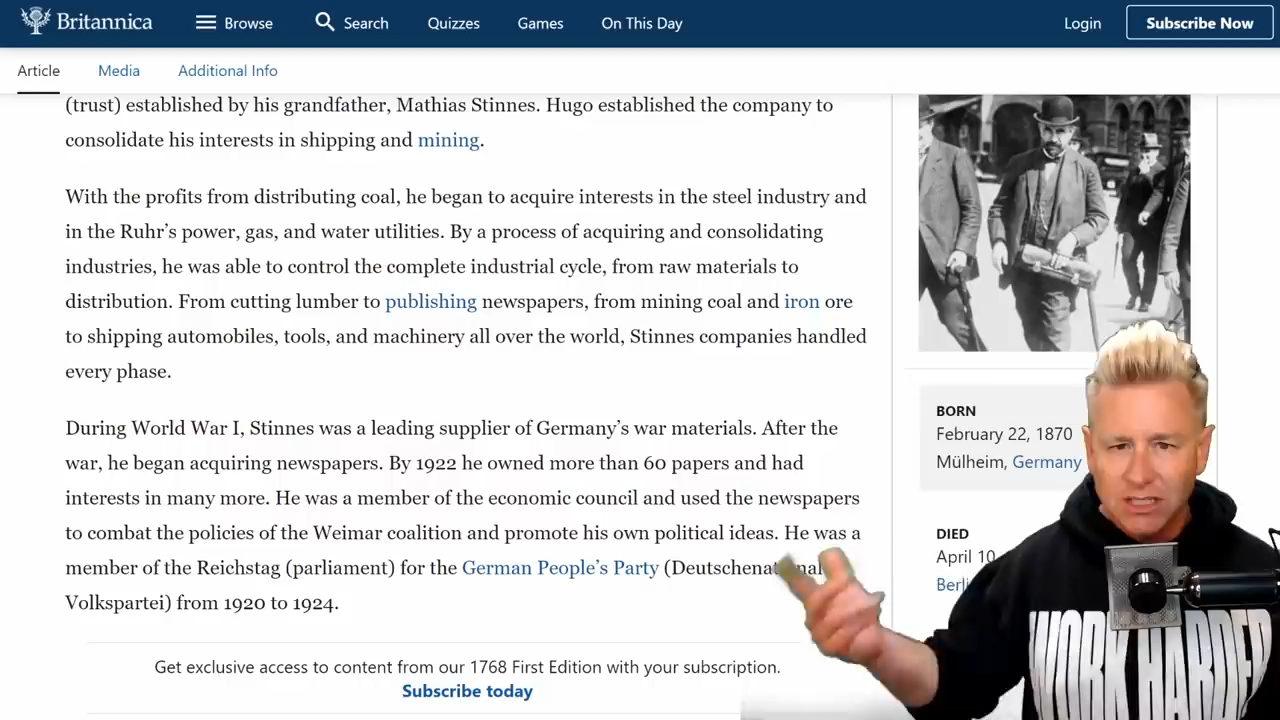 Britannica
Browse
Search
Quizzes
Games
On This Day
Login
Subscribe Now
Article
Media
Additional Info
(trust) established by his grandfather, Mathias Stinnes. Hugo established the company to
consolidate his interests in shipping and mining.
With the profits from distributing coal, he began to acquire interests in the steel industry and
in the Ruhr’s power, gas, and water utilities. By a process of acquiring and consolidating
industries, he was able to control the complete industrial cycle, from raw materials to
distribution. From cutting lumber to publishing newspapers, from mining coal and iron ore
to shipping automobiles, tools, and machinery all over the world, Stinnes companies handled
every phase.
During World War I, Stinnes was a leading supplier of Germany’s war materials. After the
war, he began acquiring newspapers. By 1922 he owned more than 60 papers and had
interests in many more. He was a member of the economic council and used the newspapers
to combat the policies of the Weimar coalition and promote his own political ideas. He was a
member of the Reichstag (parliament) for the German People’s Party
Volkspartei) from 1920 to 1924.
Get exclusive access to content from our 1768 First Edition with your subscription.
Subscribe today
BORN
February 22, 1870
Mülheim, Germany
DIED
April 10
WORK HARDER